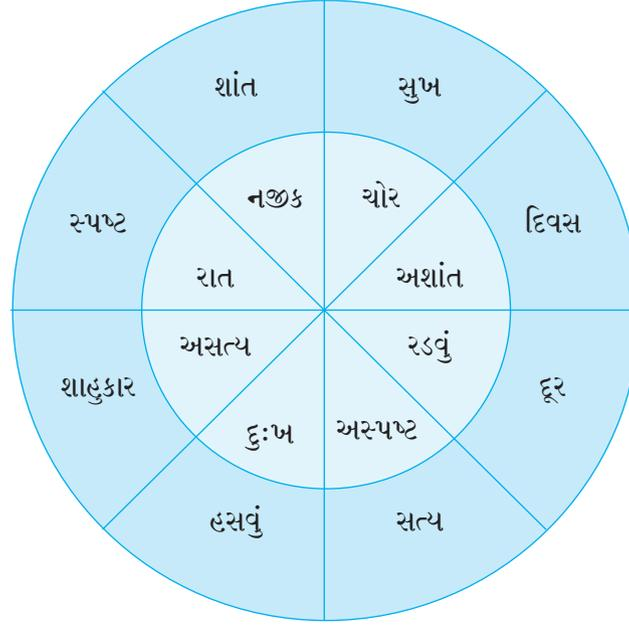 શાંત
સુખ
દિવસ
દૂર
સત્ય
હસવું
શાહુકાર
સ્પષ્ટ
નજીક
ચોર
અશાંત
રડવું
અસ્પષ્ટ
દુઃખ
અસત્ય
રાત